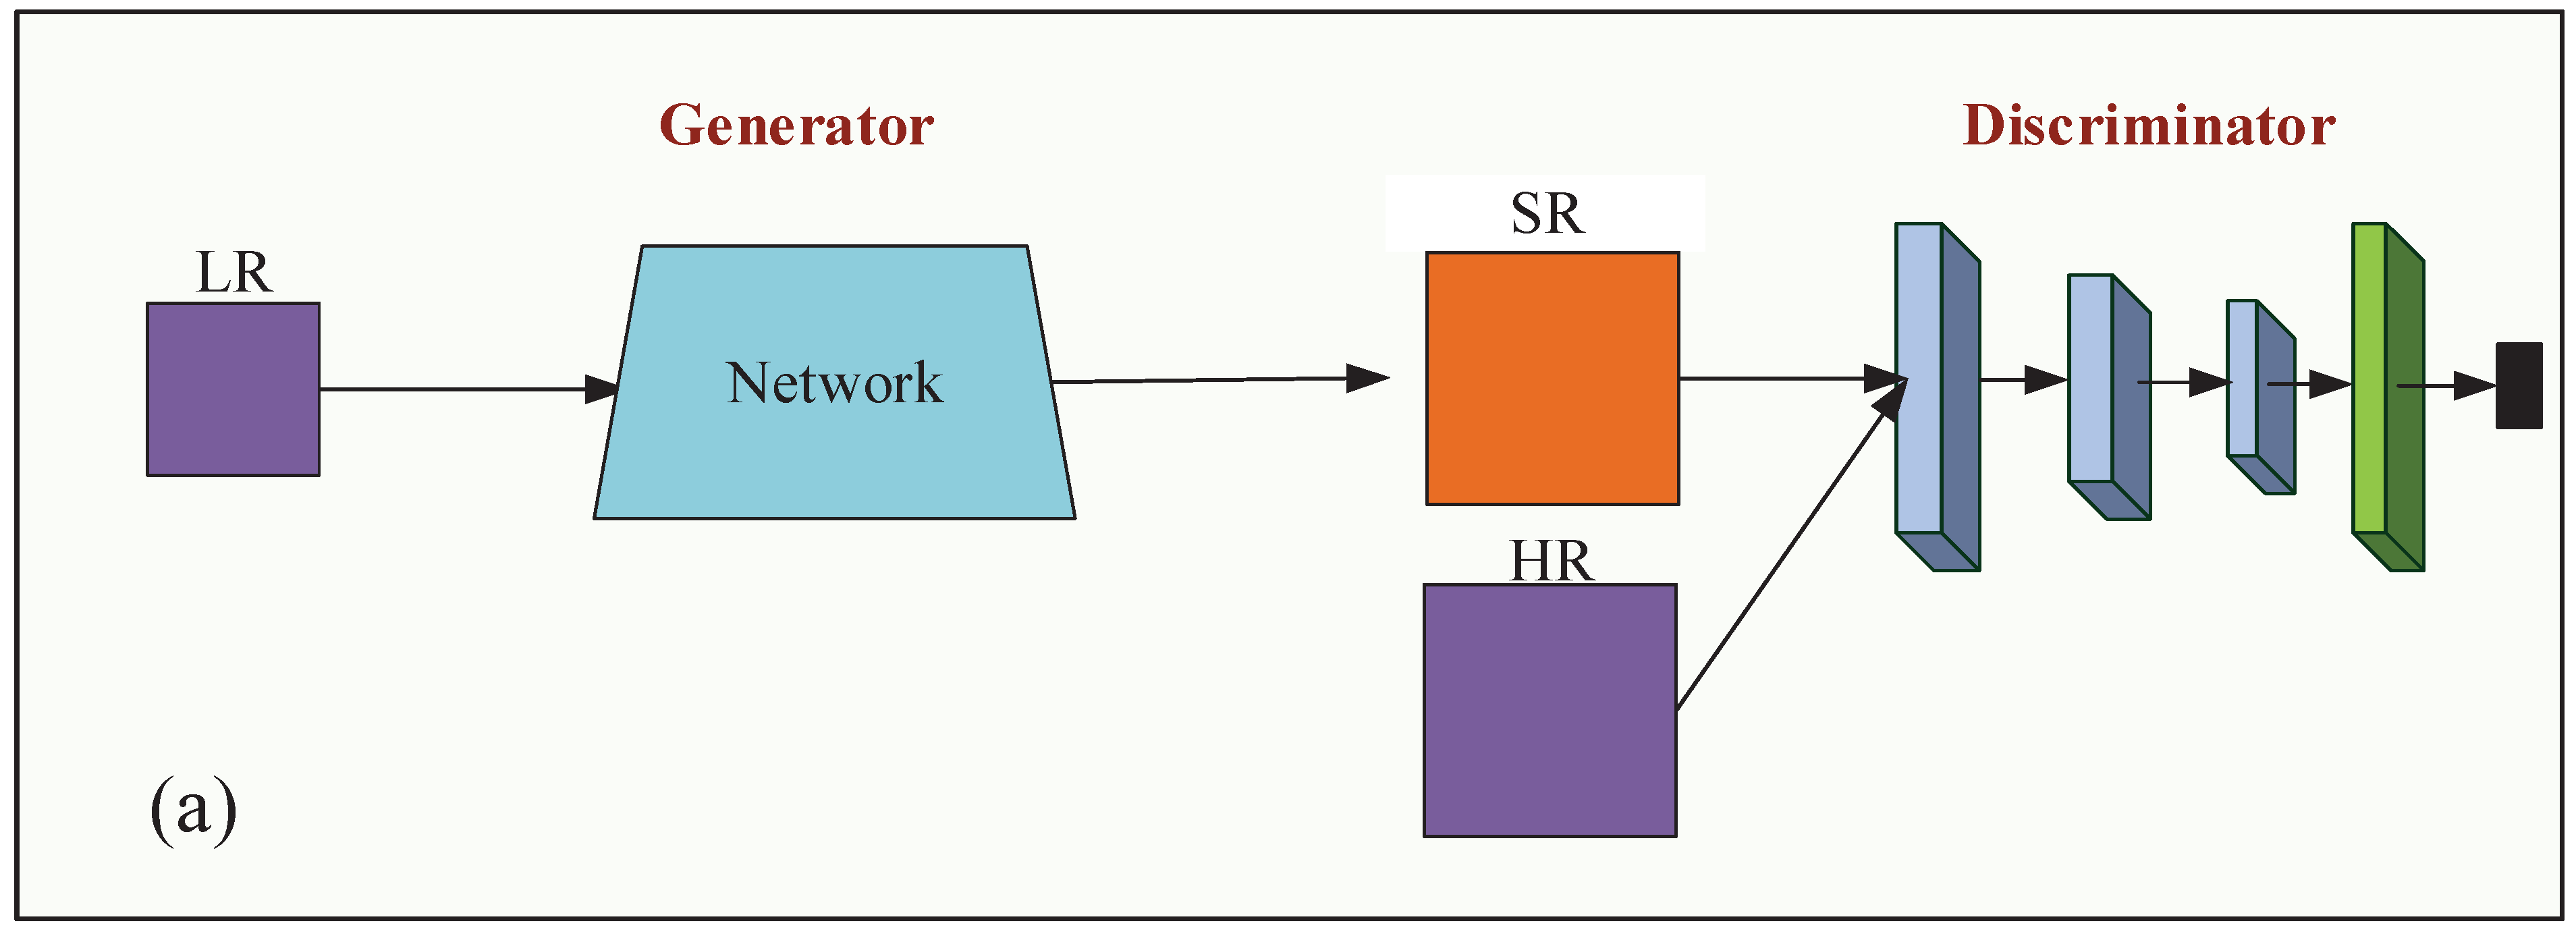 Generator
Discriminator
LR
Network
SR
HR
(a)